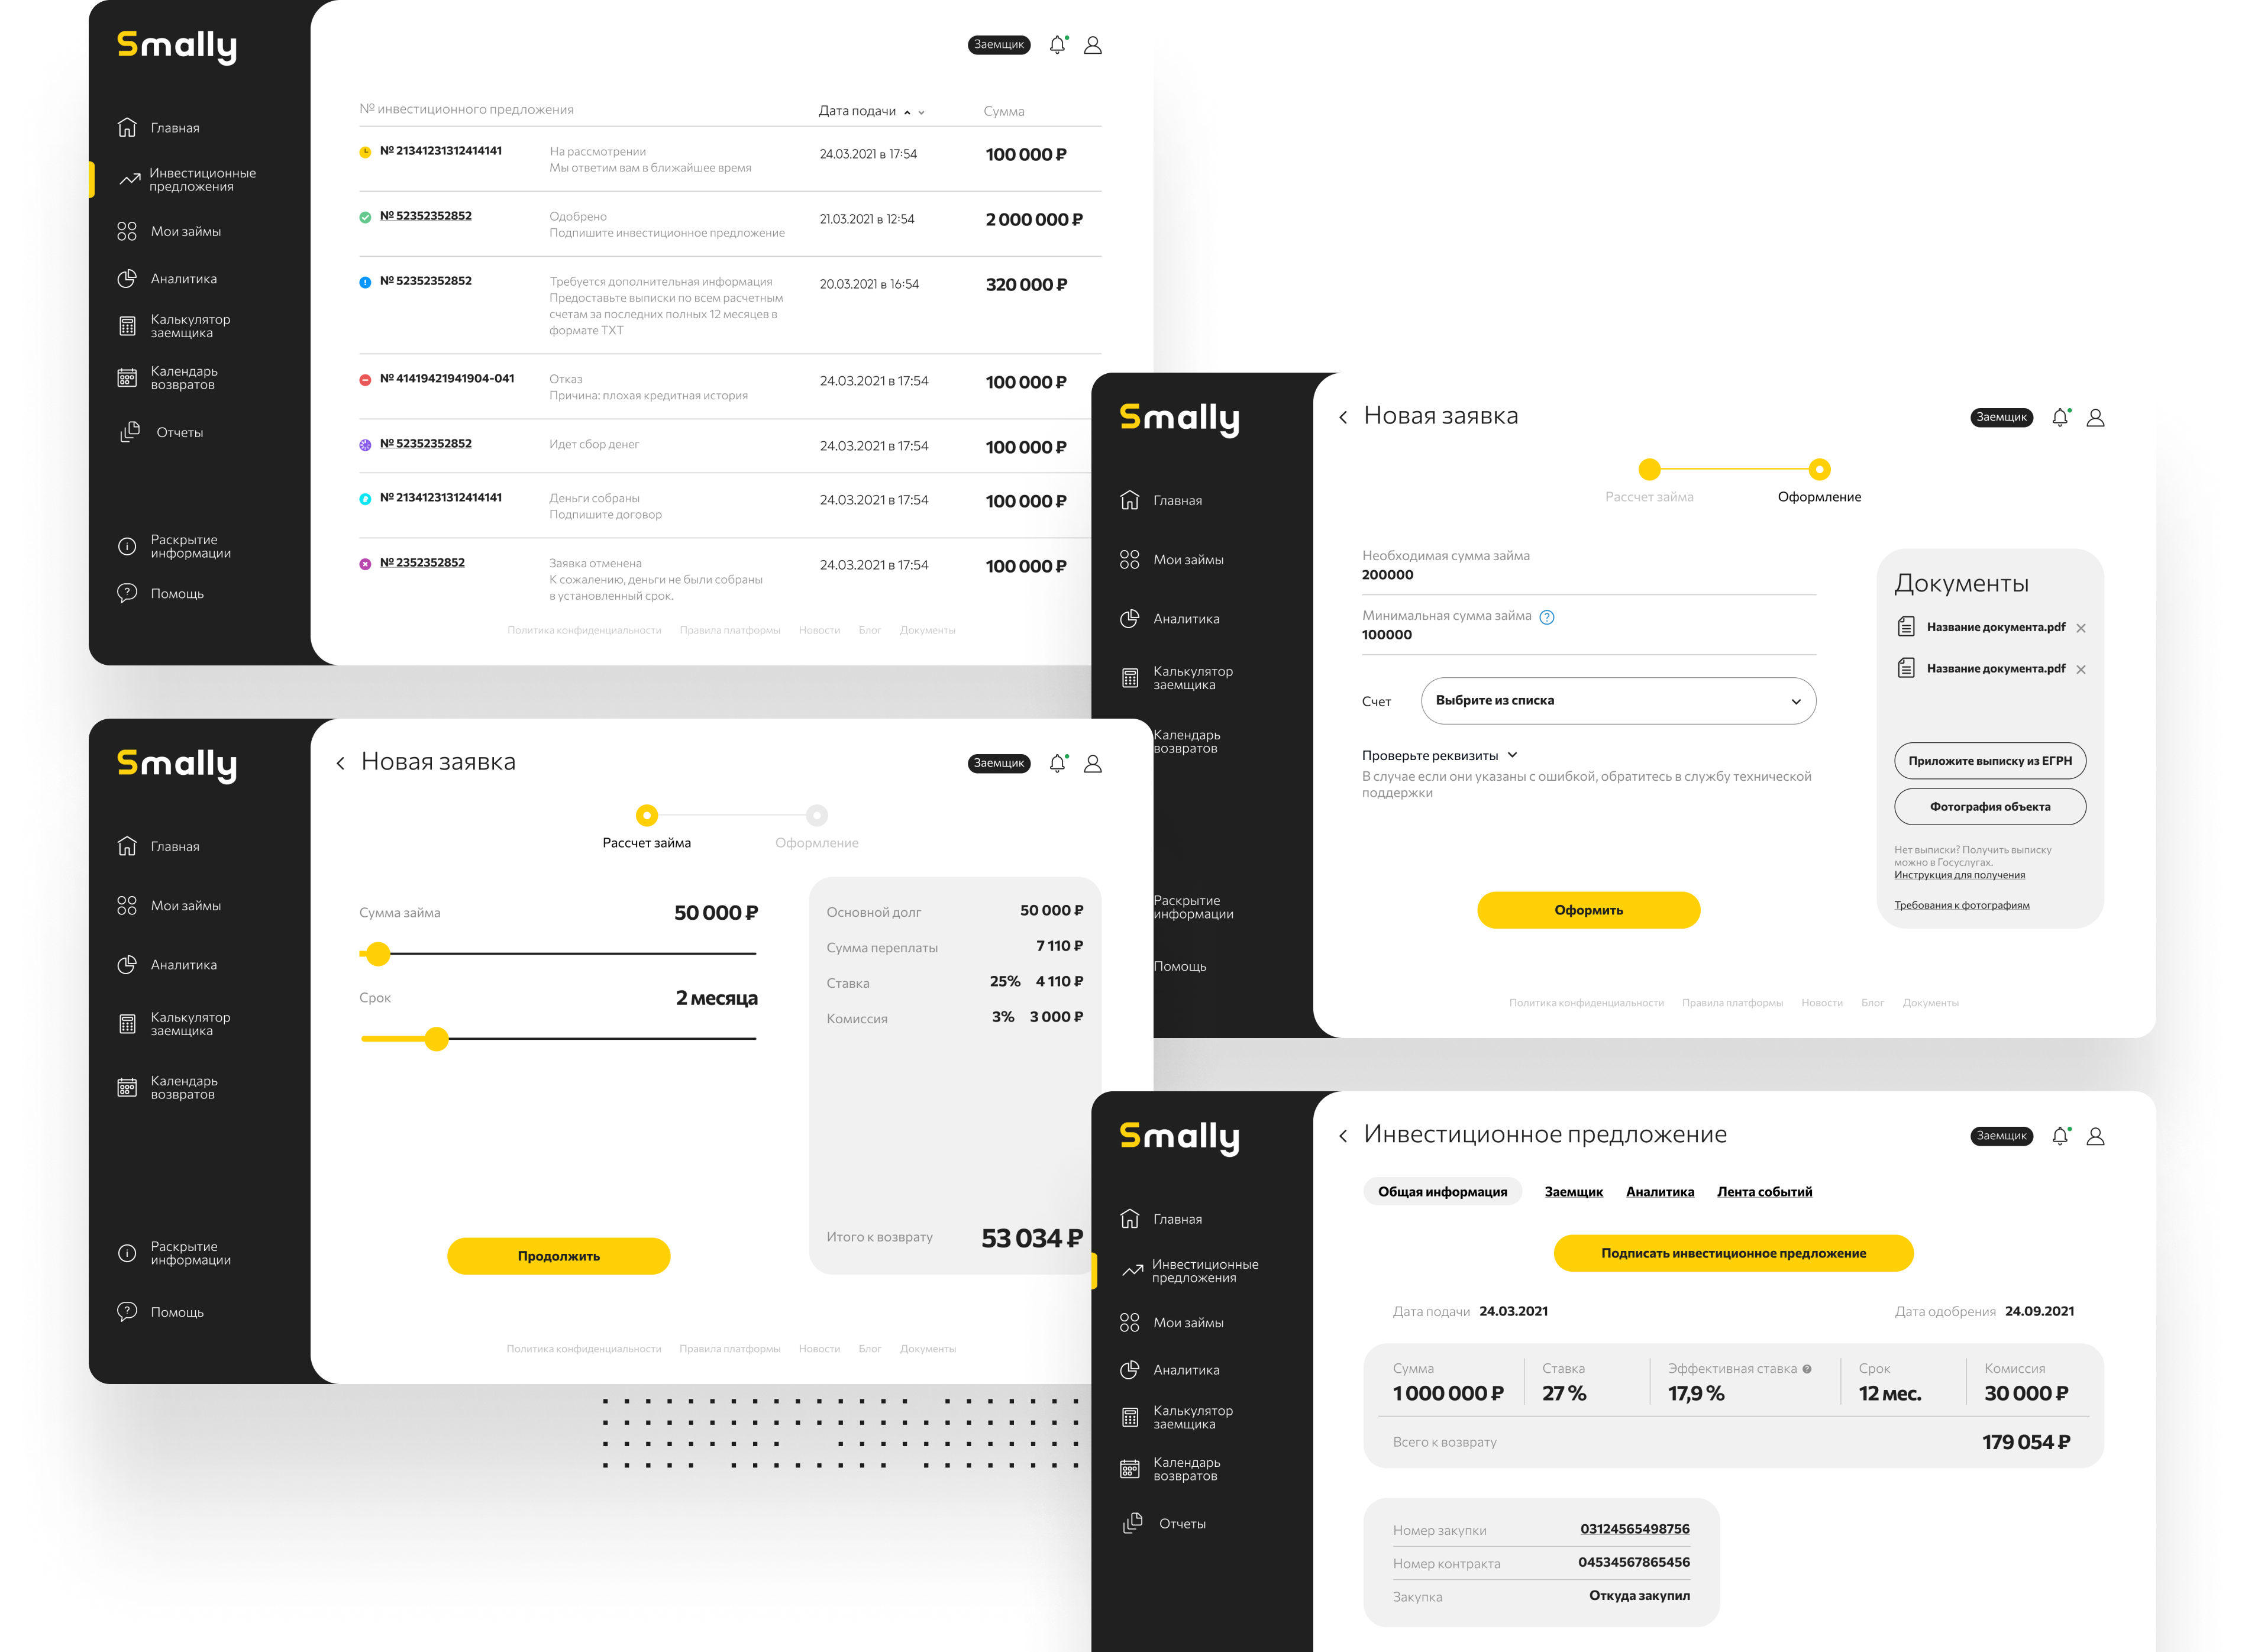 Smally
Заемщик
Главная
Инвестиционные
предложения
Мои займы
Аналитика
Калькулятор
заемщика
Календарь
возвратов
Отчеты
Раскрытие
информации
Помощь
№ инвестиционного предложения
Дата подачи
Сумма
№ 21341231312414141
На рассмотрении
Мы ответим вам в ближайшее время
24.03.2021 в 17:54
100 000 ₽
№ 52352352852
Одобрено
Подпишите инвестиционное предложение
21.03.2021 в 12:54
2 000 000 ₽
№ 52352352852
Требуется дополнительная информация
Предоставьте выписки по всем расчетным
счетам за последних полных 12 месяцев в
формате TXT
20.03.2021 в 16:54
320 000 ₽
№ 41419421941904-041
Отказ
Причина: плохая кредитная история
24.03.2021 в 17:54
100 000 ₽
№ 52352352852
Идет сбор денег
24.03.2021 в 17:54
100 000 ₽
№ 21341231312414141
Деньги собраны
Подпишите договор
24.03.2021 в 17:54
100 000 ₽
№ 2352352852
Заявка отменена
К сожалению, деньги не были собраны
в установленный срок.
24.03.2021 в 17:54
100 000 ₽
Политика конфиденциальности Правила платформы Новости Блог Документы
Smally
Главная
Мои займы
Аналитика
Калькулятор
заемщика
Календарь
возвратов
Раскрытие
информации
Помощь
Новая заявка
Заемщик
Рассчет займа
Оформление
Необходимая сумма займа
200000
Минимальная сумма займа
100000
Счет
Выбрите из списка
Проверьте реквизиты
В случае если они указаны с ошибкой, обратитесь в службу технической
поддержки
Оформить
Документы
Название документа.pdf
Название документа.pdf
Приложите выписку из ЕГРН
Фотография объекта
Нет выписки? Получить выписку
можно в Госуслугах.
Инструкция для получения
Требования к фотографиям
Политика конфиденциальности Правила платформы Новости Блог Документы
Smally
Главная
Мои займы
Аналитика
Калькулятор
заемщика
Календарь
возвратов
Раскрытие
информации
Помощь
Новая заявка
Заемщик
Рассчет займа
Оформление
Сумма займа
50 000 ₽
Срок
2 месяца
Продолжить
Основной долг 50 000 ₽
Сумма переплаты 7 110 ₽
Ставка 25% 4 110 ₽
Комиссия 3% 3 000 ₽
Итого к возврату 53 034 ₽
Политика конфиденциальности Правила платформы Новости Блог Документы
Smally
Главная
Инвестиционные
предложения
Мои займы
Аналитика
Калькулятор
заемщика
Календарь
возвратов
Отчеты
Инвестиционное предложение
Заемщик
Общая информация Заемщик Аналитика Лента событий
Подписать инвестиционное предложение
Дата подачи 24.03.2021
Дата одобрения 24.09.2021
Сумма
1 000 000 ₽
Ставка
27 %
Эффективная ставка
17,9 %
Срок
12 мес.
Комиссия
30 000 ₽
Всего к возврату 179 054 ₽
Номер закупки 03124565498756
Номер контракта 04534567865456
Закупка Откуда закупил